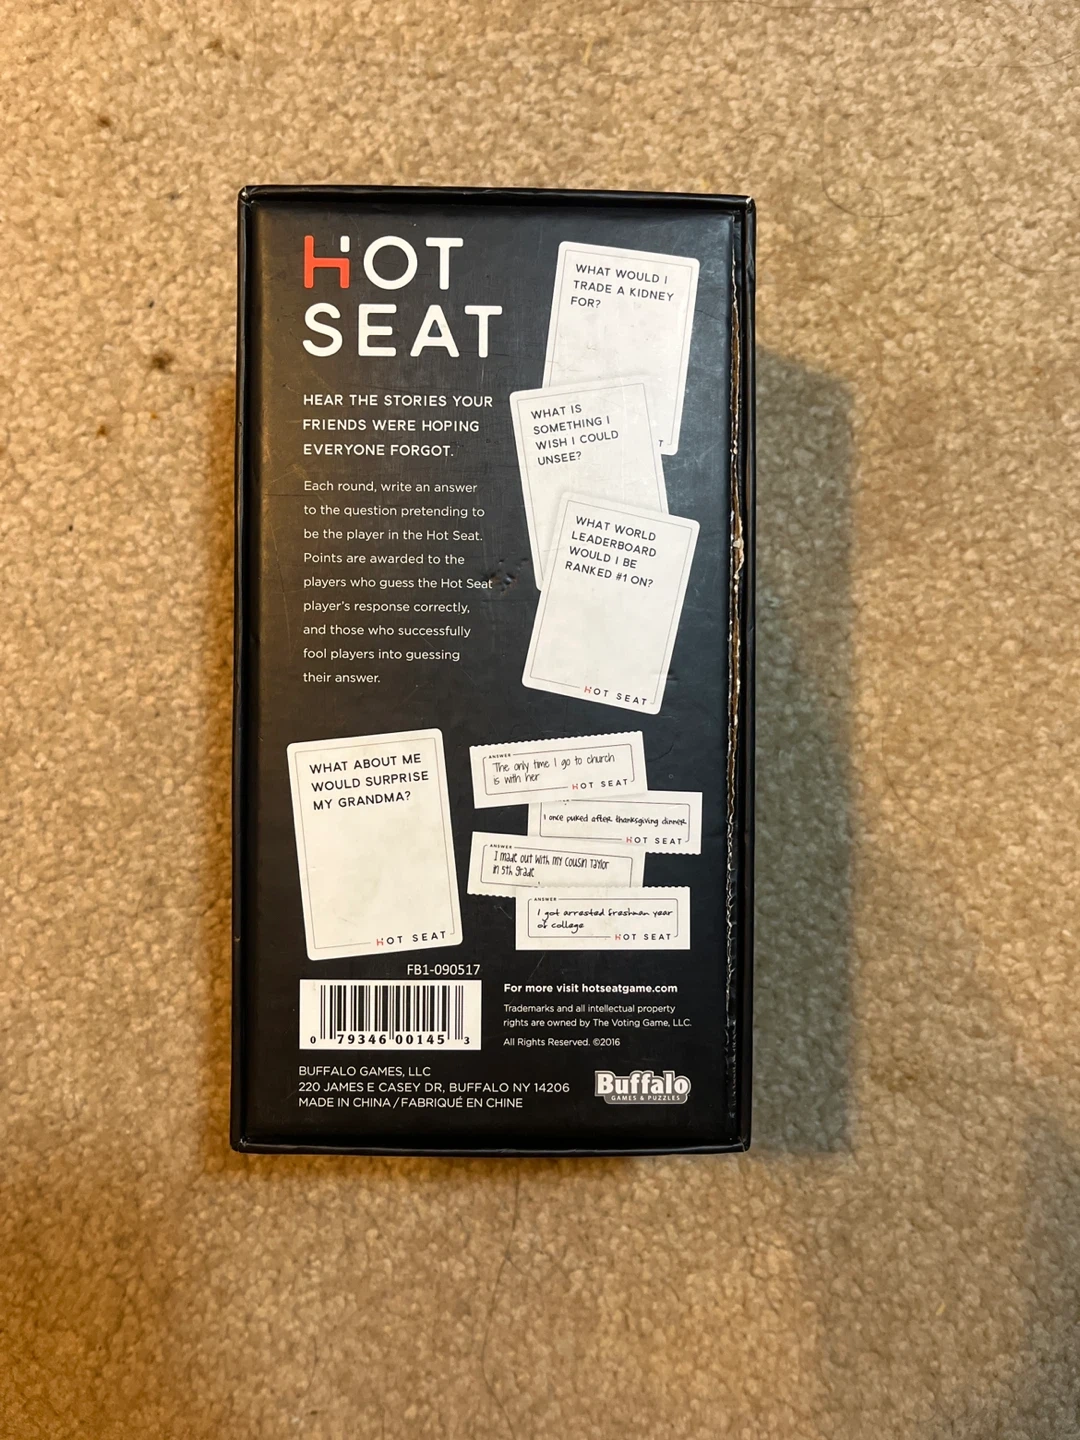 HOT
SEAT
HEAR THE STORIES YOUR
FRIENDS WERE HOPING
EVERYONE FORGOT.
Each round, write an answer
to the question pretending to
be the player in the Hot Seat.
Points are awarded to the
players who guess the Hot Seat
player's response correctly,
and those who successfully
fool players into guessing
their answer.
WHAT WOULD I
TRADE A KIDNEY
FOR?
T
WHAT IS
SOMETHING I
WISH I COULD
UNSEE?
WHAT WORLD
LEADERBOARD
WOULD I BE
RANKED #1 ON?
HOT SEAT
WHAT ABOUT ME
WOULD SURPRISE
MY GRANDMA?
HOT SEAT
ANSWER
The only time I go to church
is with her
HOT SEAT
I once puked after thanksgiving dinner
HOT SEAT
ANSWER
I made out with my cousin Taylor
in 5th grade
ANSWER
I got arrested freshman year
of college
HOT SEAT
FB1-090517
0 79346 00145 3
For more visit hotseatgame.com
Trademarks and all intellectual property
rights are owned by The Voting Game, LLC.
All Rights Reserved. ©2016
BUFFALO GAMES, LLC
220 JAMES E CASEY DR, BUFFALO NY 14206
MADE IN CHINA / FABRIQUÉ EN CHINE
Buffalo
GAMES & PUZZLES